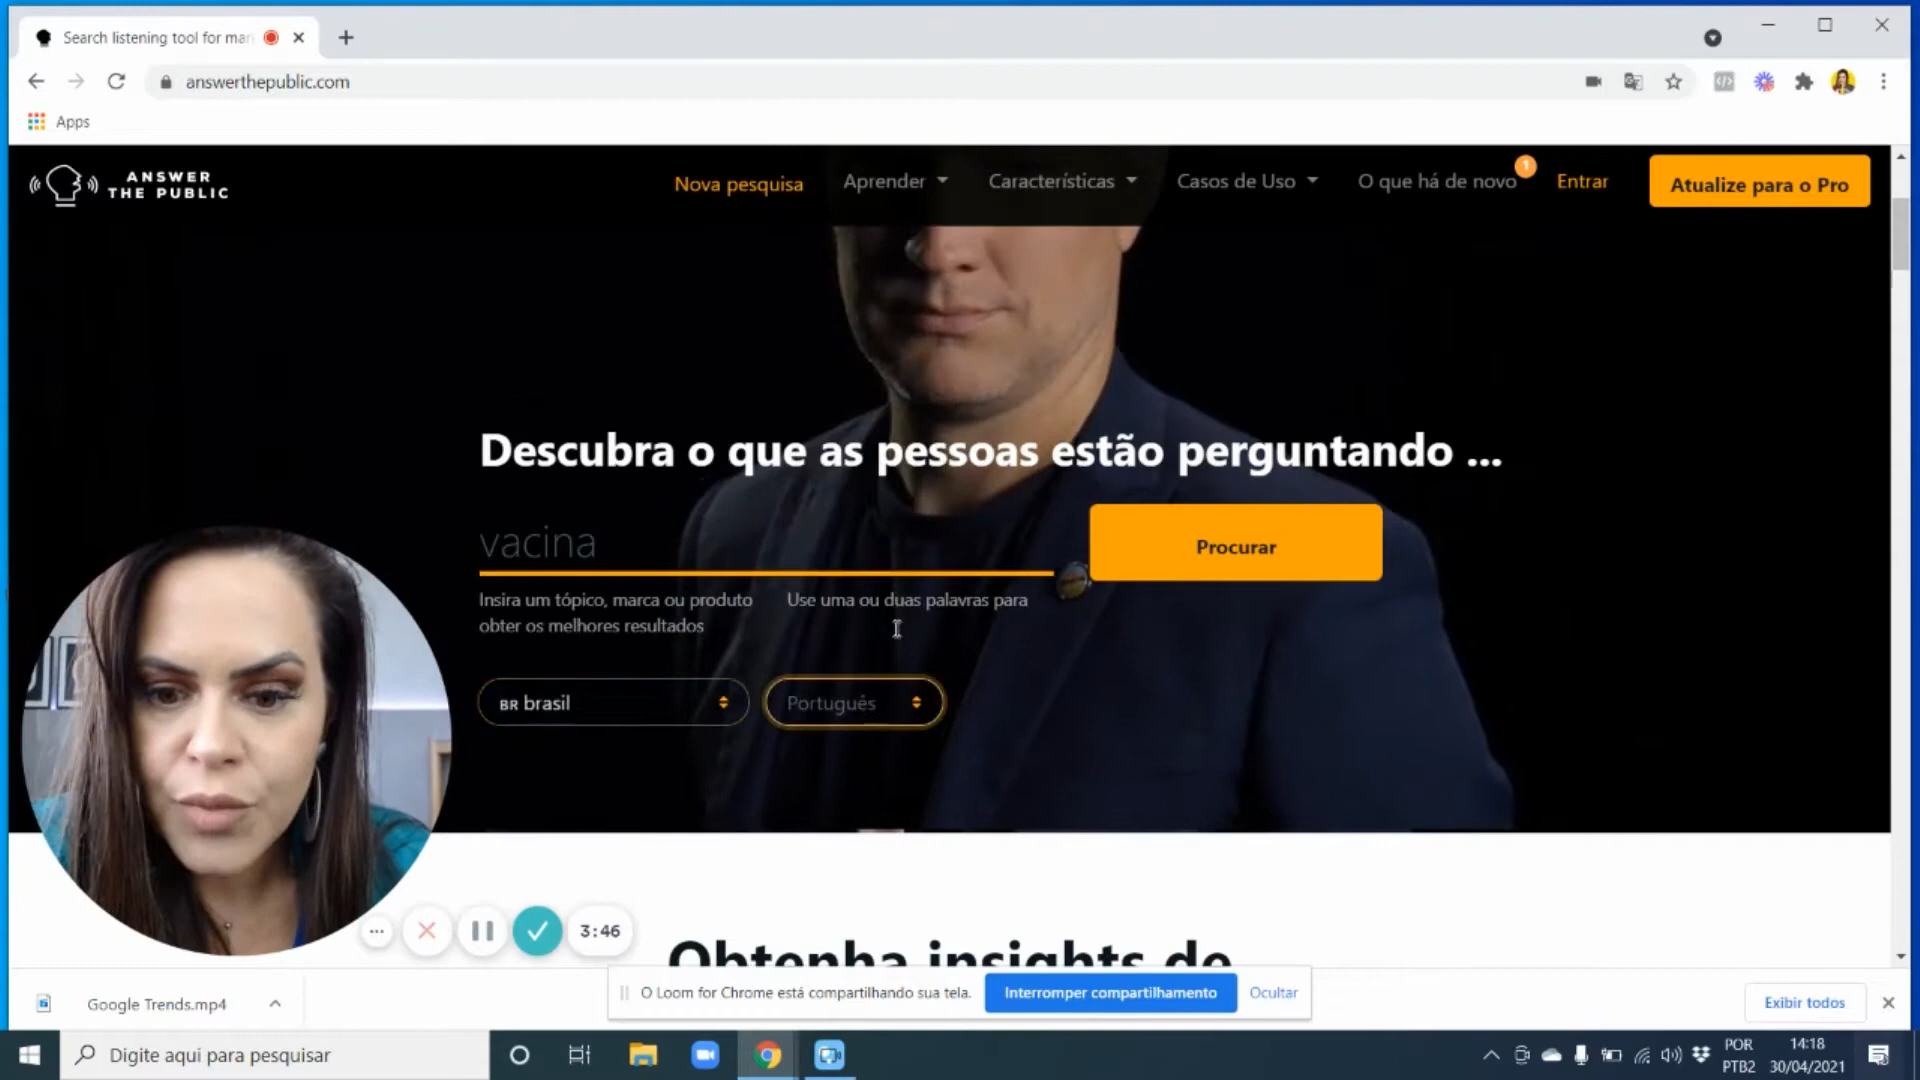 Search listening tool for mar
answerthepublic.com
Apps
ANSWER
THE PUBLIC
Nova pesquisa
Aprender
Características
Casos de Uso
O que há de novo
1
Entrar
Atualize para o Pro
Descubra o que as pessoas estão perguntando ...
vacina
Procurar
Insira um tópico, marca ou produto
obter os melhores resultados
Use uma ou duas palavras para
BR brasil
Português
3:46
Obtenha insights de
O Loom for Chrome está compartilhando sua tela.
Interromper compartilhamento
Ocultar
Google Trends.mp4
Exibir todos
Digite aqui para pesquisar
POR
PTB2
14:18
30/04/2021